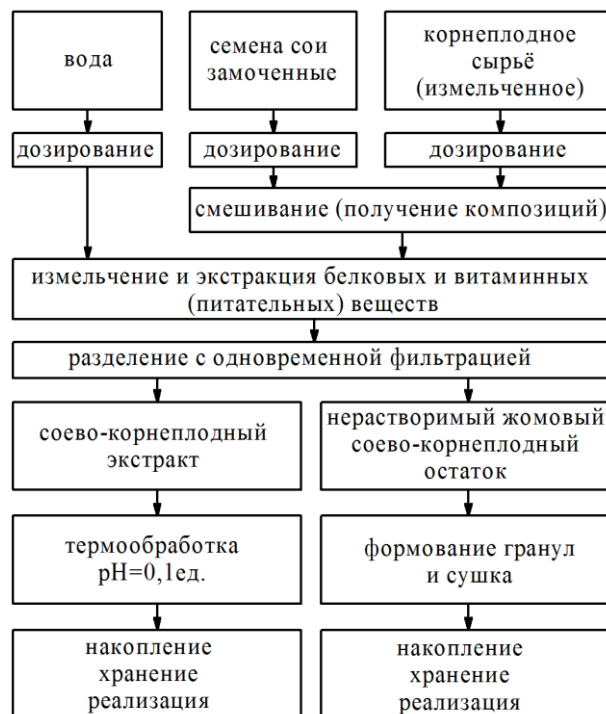 вода
семена сои
замоченные
корнеплодное
сырьё
(измельченное)
дозирование
дозирование
дозирование
смешивание (получение композиций)
измельчение и экстракция белковых и витаминных
(питательных) веществ
разделение с одновременной фильтрацией
соево-корнеплодный
экстракт
нерастворимый жомовый
соево-корнеплодный
остаток
термообработка
pH=0,1ед.
формование гранул
и сушка
накопление
хранение
реализация
накопление
хранение
реализация